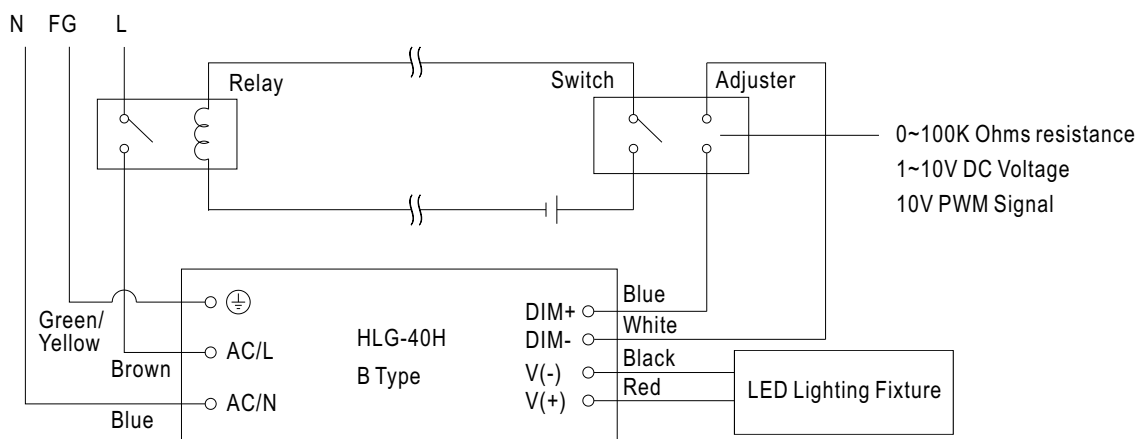 N FG L
Relay
Switch
Adjuster
0~100K Ohms resistance
1~10V DC Voltage
10V PWM Signal
Green/
Yellow
Brown
Blue
AC/L
AC/N
HLG-40H
B Type
DIM+
DIM-
V(-)
V(+)
Blue
White
Black
Red
LED Lighting Fixture